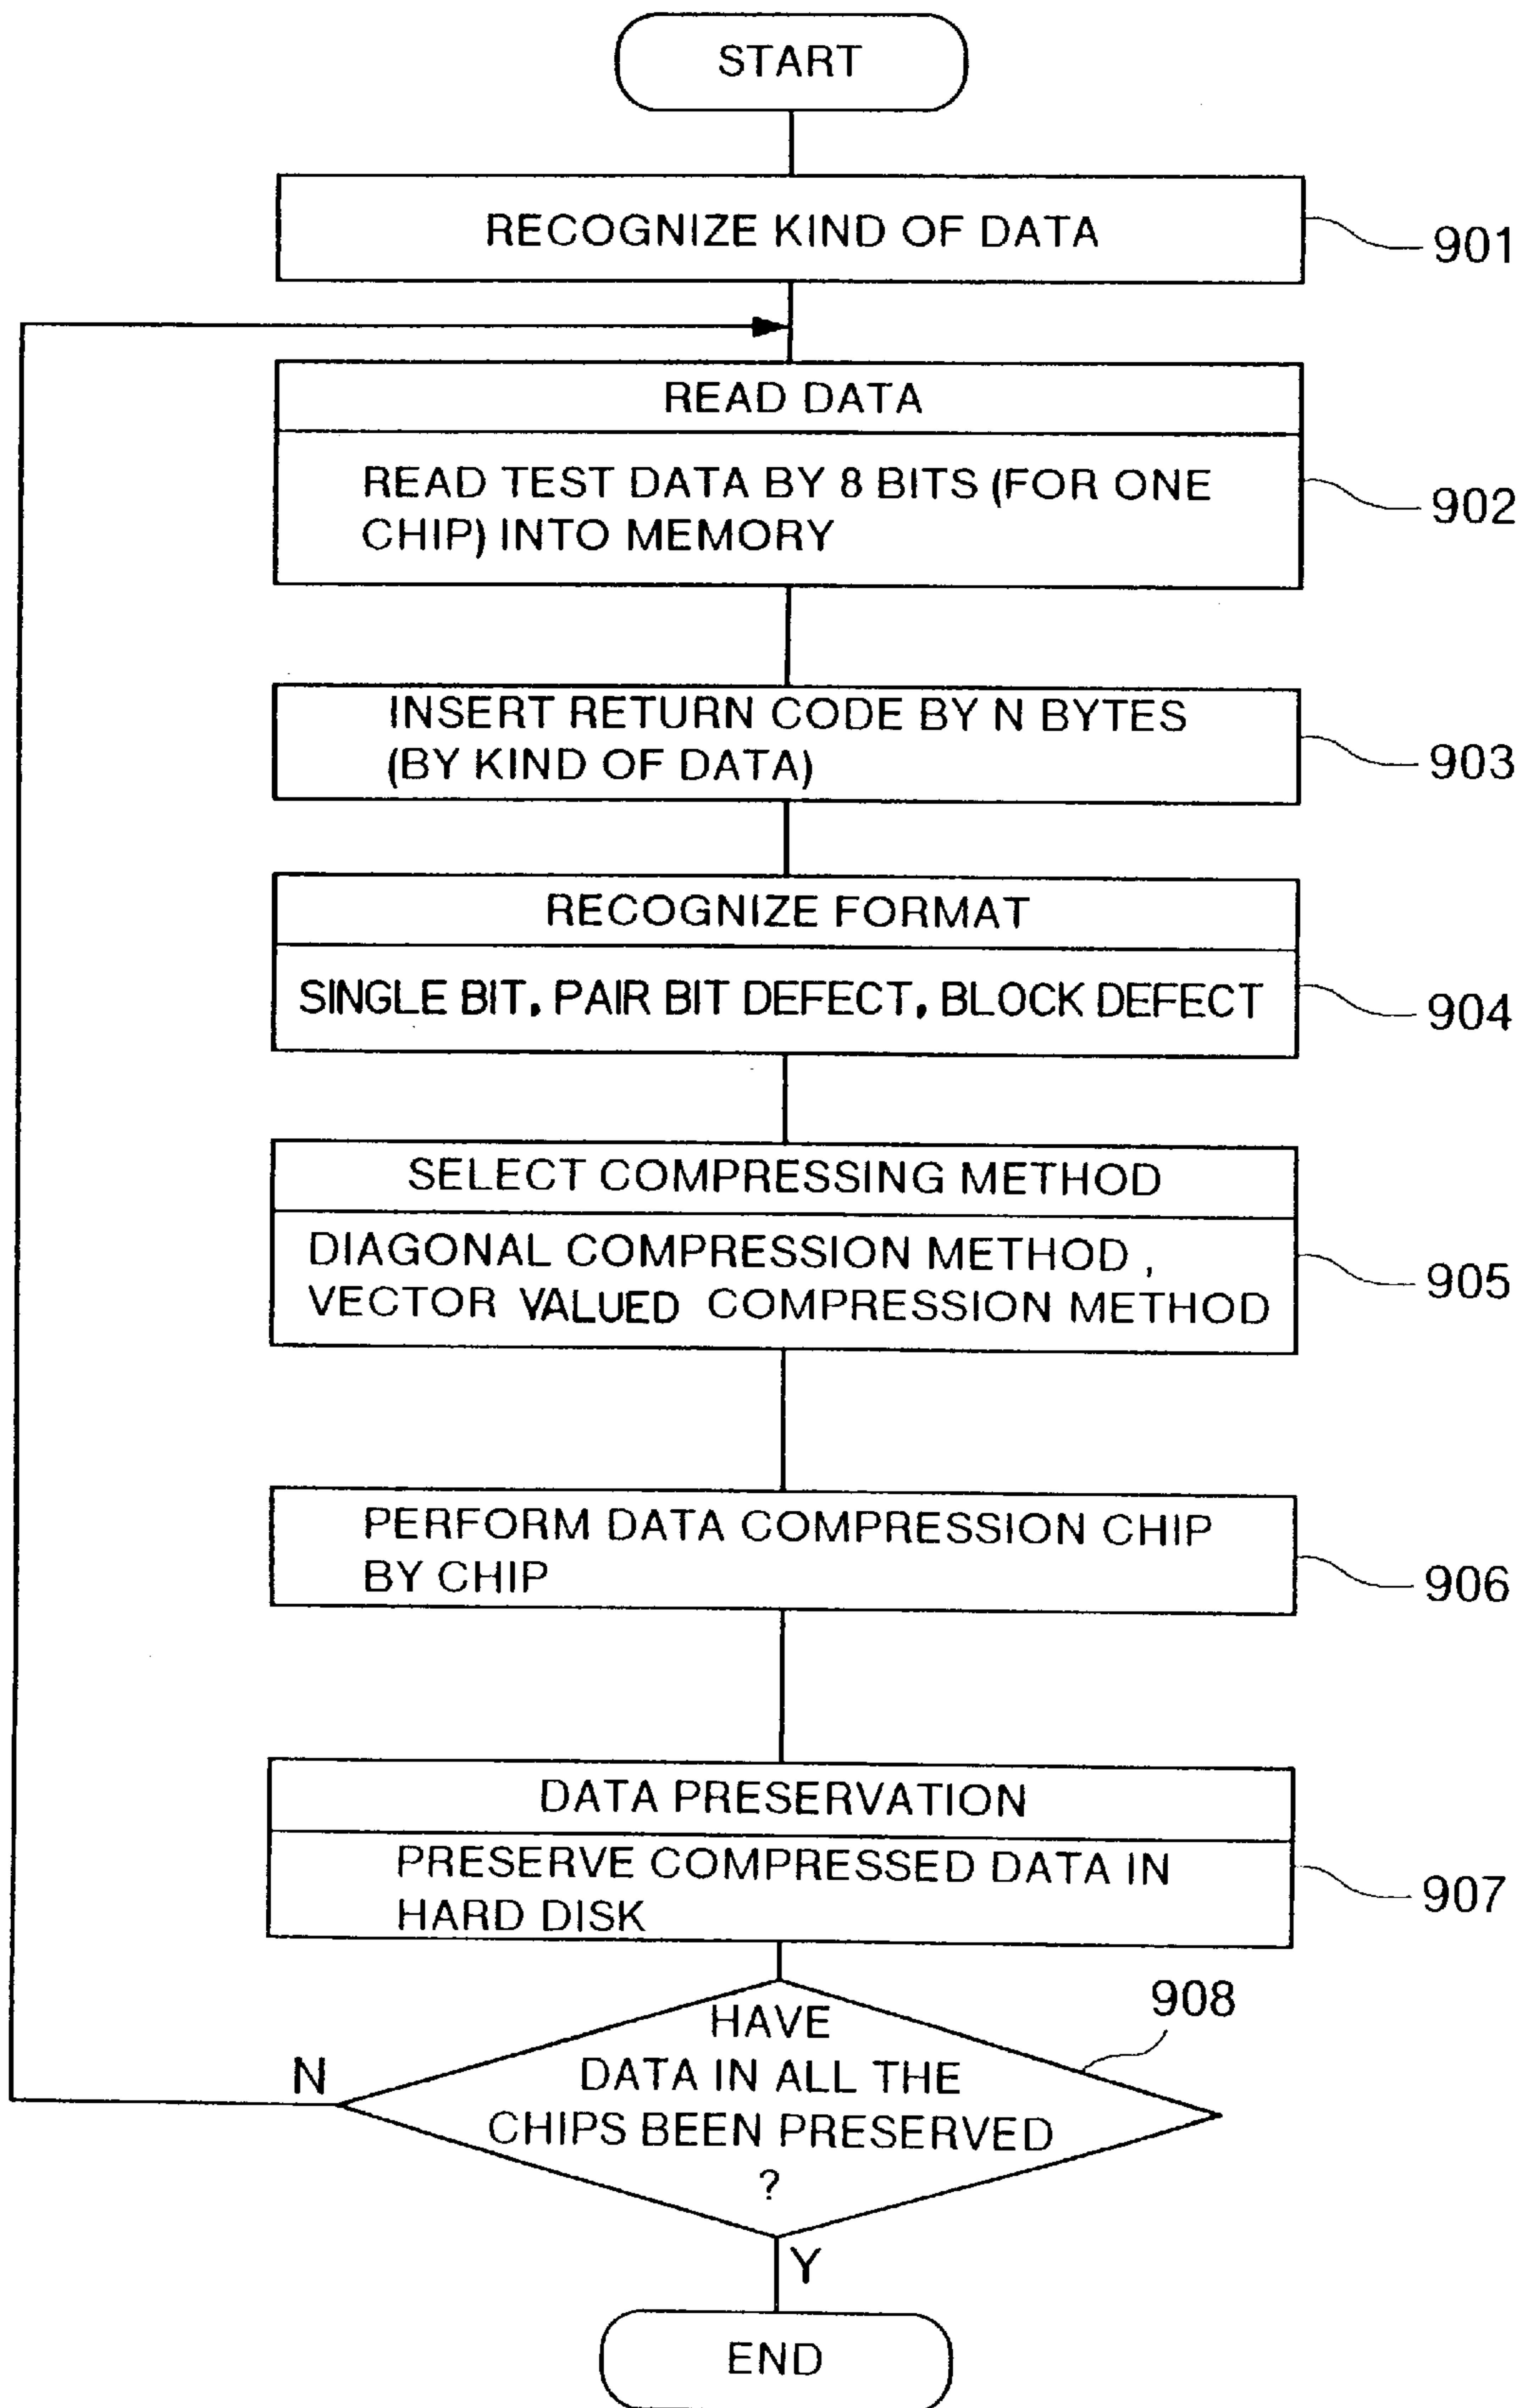 START
RECOGNIZE KIND OF DATA
901
READ DATA
READ TEST DATA BY 8 BITS (FOR ONE
CHIP) INTO MEMORY
902
INSERT RETURN CODE BY N BYTES
(BY KIND OF DATA)
903
RECOGNIZE FORMAT
SINGLE BIT, PAIR BIT DEFECT, BLOCK DEFECT
904
SELECT COMPRESSING METHOD
DIAGONAL COMPRESSION METHOD ,
VECTOR VALUED COMPRESSION METHOD
905
PERFORM DATA COMPRESSION CHIP
BY CHIP
906
DATA PRESERVATION
PRESERVE COMPRESSED DATA IN
HARD DISK
907
908
HAVE
DATA IN ALL THE
CHIPS BEEN PRESERVED
?
N
Y
END